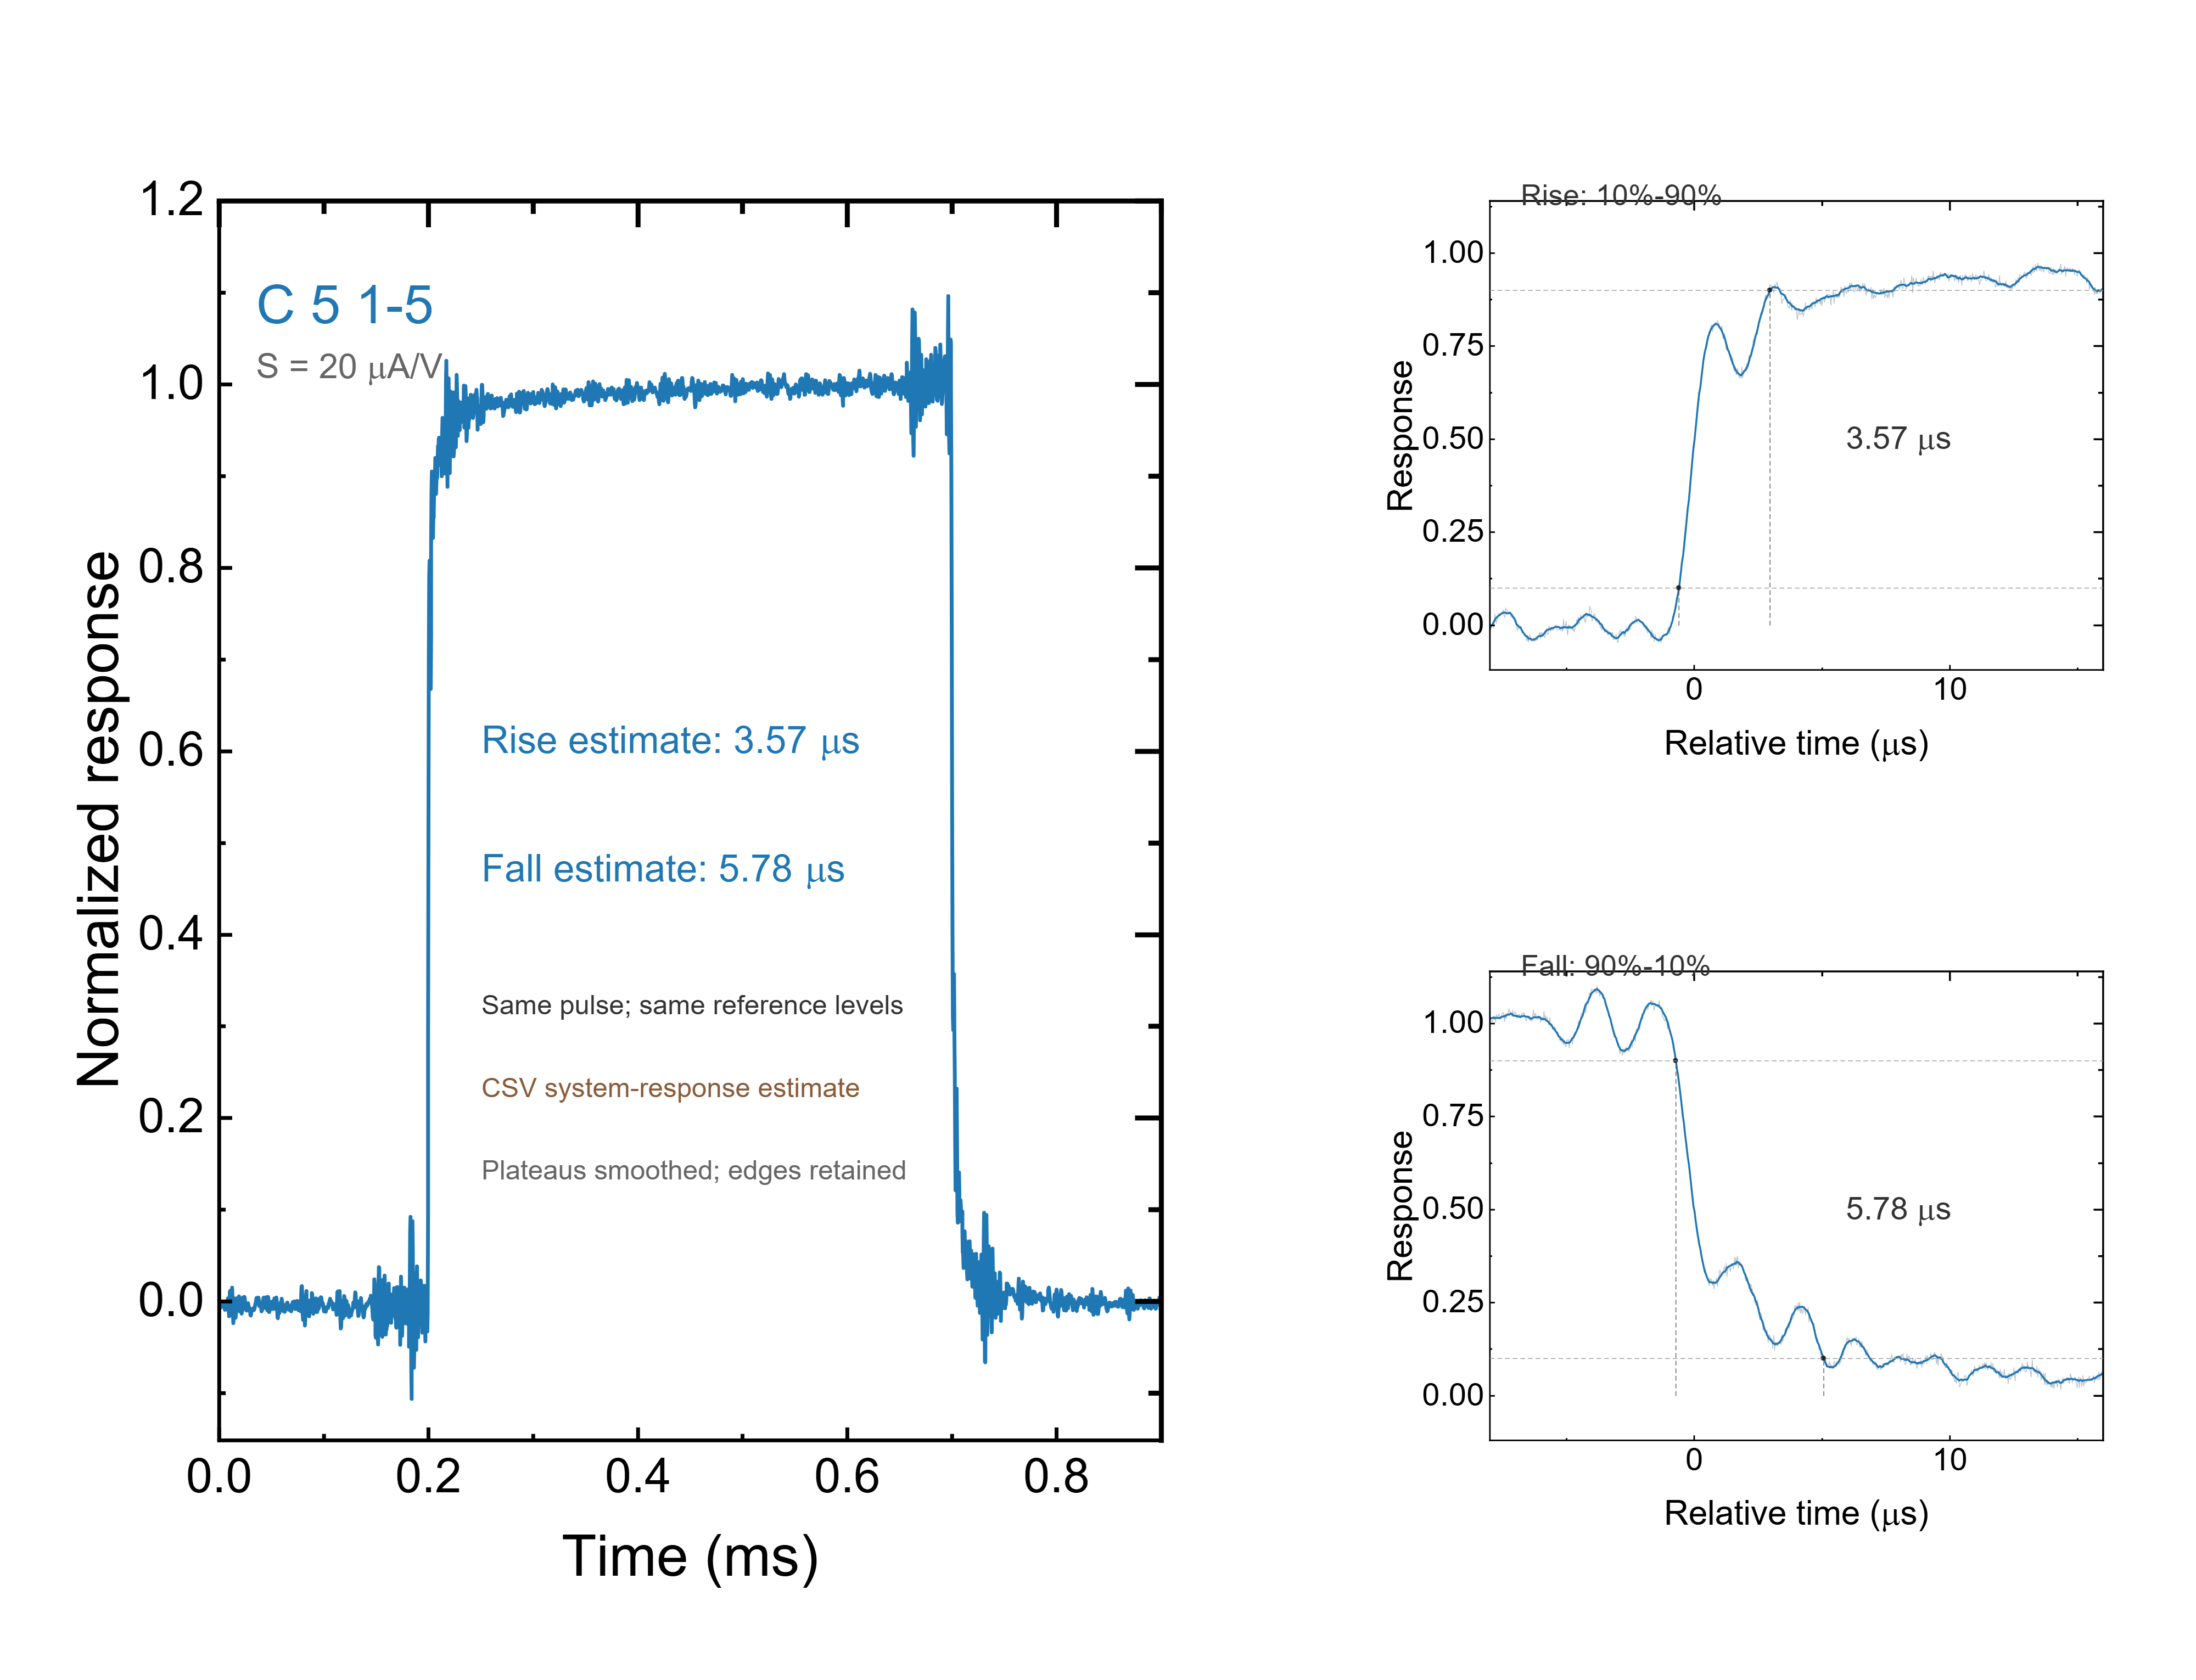 C 5 1-5
S = 20 μA/V
Rise estimate: 3.57 μs
Fall estimate: 5.78 μs
Same pulse; same reference levels
CSV system-response estimate
Plateaus smoothed; edges retained
Normalized response
1.2
1.0
0.8
0.6
0.4
0.2
0.0
0.0 0.2 0.4 0.6 0.8
Time (ms)
Rise: 10%-90%
Response
1.00
0.75
0.50
0.25
0.00
3.57 μs
0 10
Relative time (μs)
Fall: 90%-10%
Response
1.00
0.75
0.50
0.25
0.00
5.78 μs
0 10
Relative time (μs)